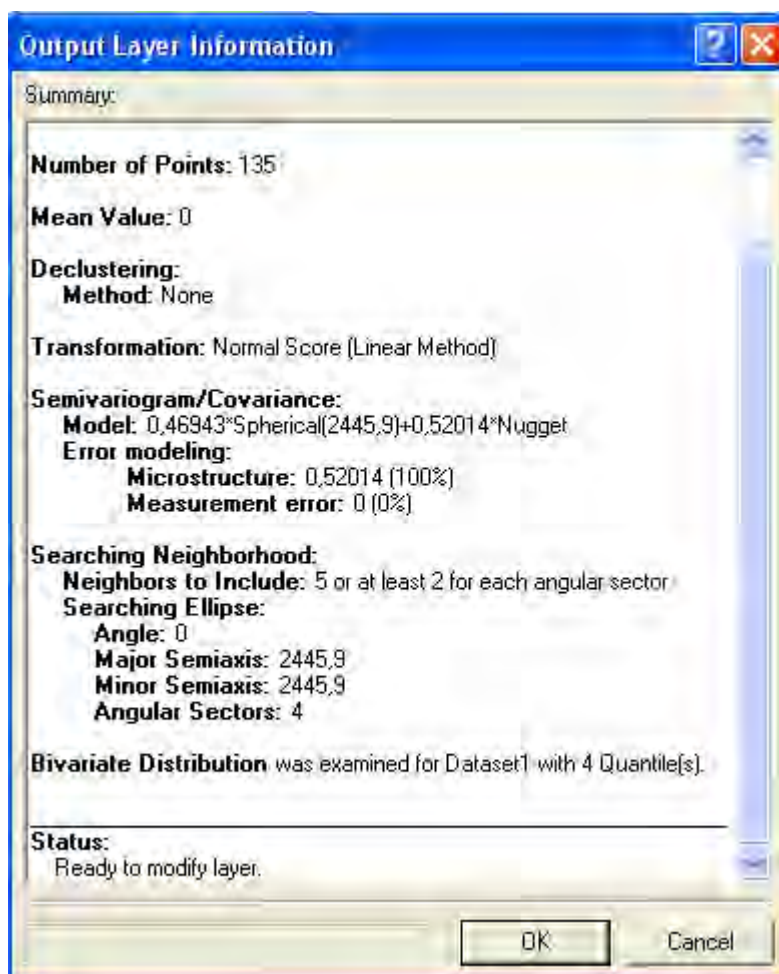 Output Layer Information
Summary:
Number of Points: 135
Mean Value: 0
Declustering:
Method: None
Transformation: Normal Score (Linear Method)
Semivariogram/Covariance:
Model: 0,46943*Spherical(2445,9)+0,52014*Nugget
Error modeling:
Microstructure: 0,52014 (100%)
Measurement error: 0 (0%)
Searching Neighborhood:
Neighbors to Include: 5 or at least 2 for each angular sector
Searching Ellipse:
Angle: 0
Major Semiaxis: 2445,9
Minor Semiaxis: 2445,9
Angular Sectors: 4
Bivariate Distribution was examined for Dataset1 with 4 Quantile(s).
Status:
Ready to modify layer.
OK Cancel